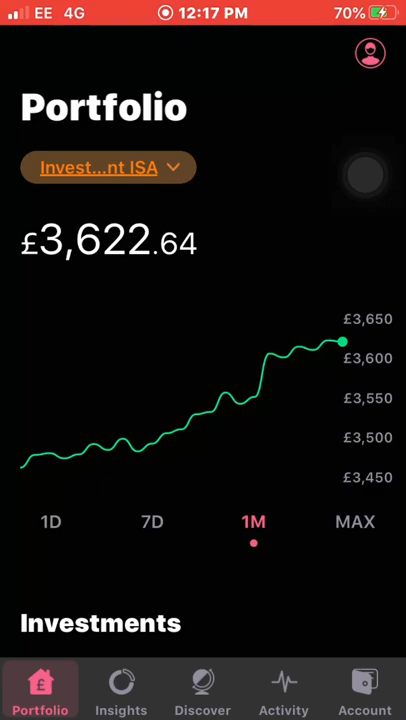 EE 4G 12:17 PM 70%
Portfolio
Invest...nt ISA
£3,622.64
£3,650
£3,600
£3,550
£3,500
£3,450
1D 7D 1M MAX
Investments
£
Portfolio Insights Discover Activity Account